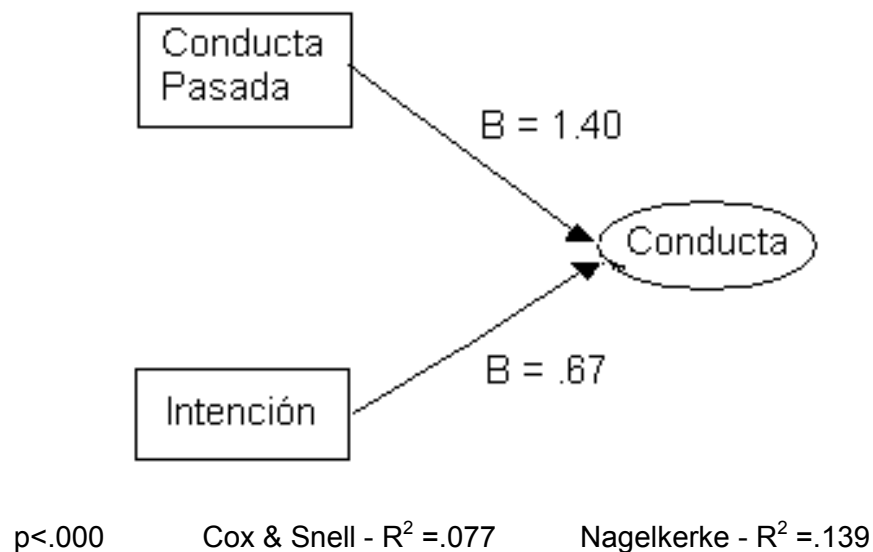 Conducta
Pasada
B = 1.40
Conducta
B = .67
Intención
p<.000 Cox & Snell - R² =.077 Nagelkerke - R² =.139